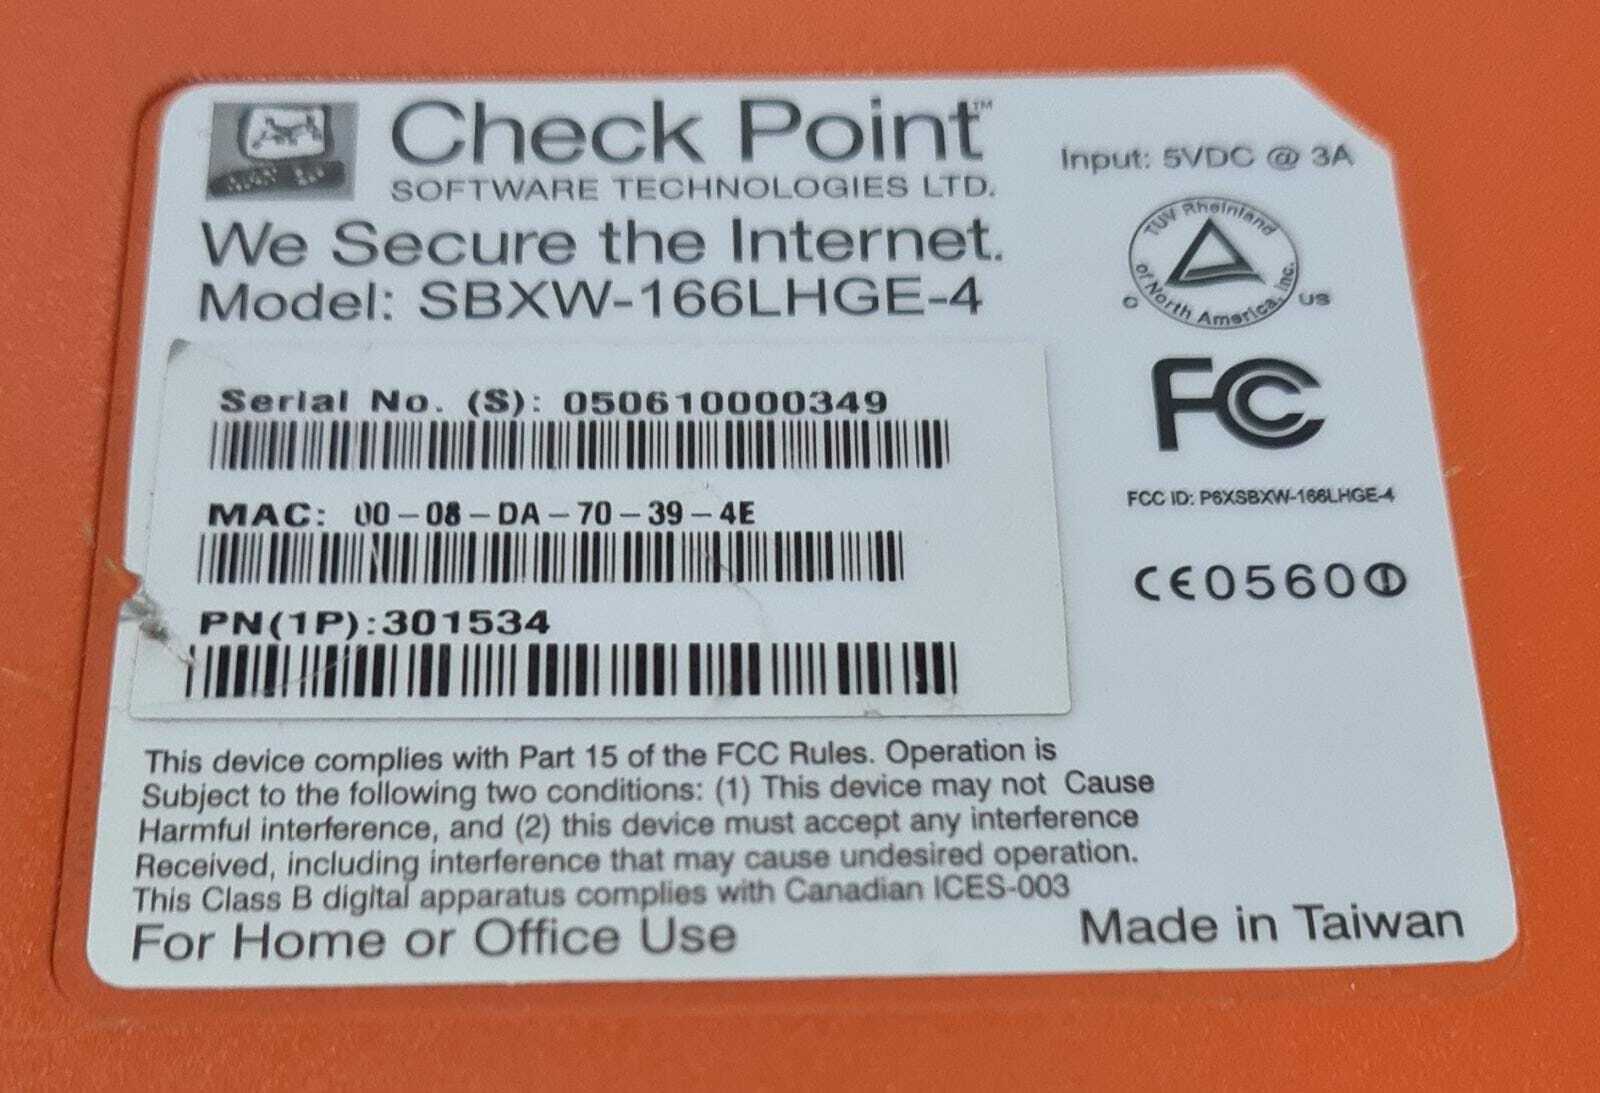 Check Point™
SOFTWARE TECHNOLOGIES LTD.
We Secure the Internet.
Model: SBXW-166LHGE-4
Input: 5VDC @ 3A
TUV Rheinland
of North America, Inc.
C US
FC
FCC ID: P6XSBXW-166LHGE-4
CE0560
Serial No. (S): 050610000349
MAC: 00-08-DA-70-39-4E
PN(1P):301534
This device complies with Part 15 of the FCC Rules. Operation is
Subject to the following two conditions: (1) This device may not Cause
Harmful interference, and (2) this device must accept any interference
Received, including interference that may cause undesired operation.
This Class B digital apparatus complies with Canadian ICES-003
For Home or Office Use
Made in Taiwan